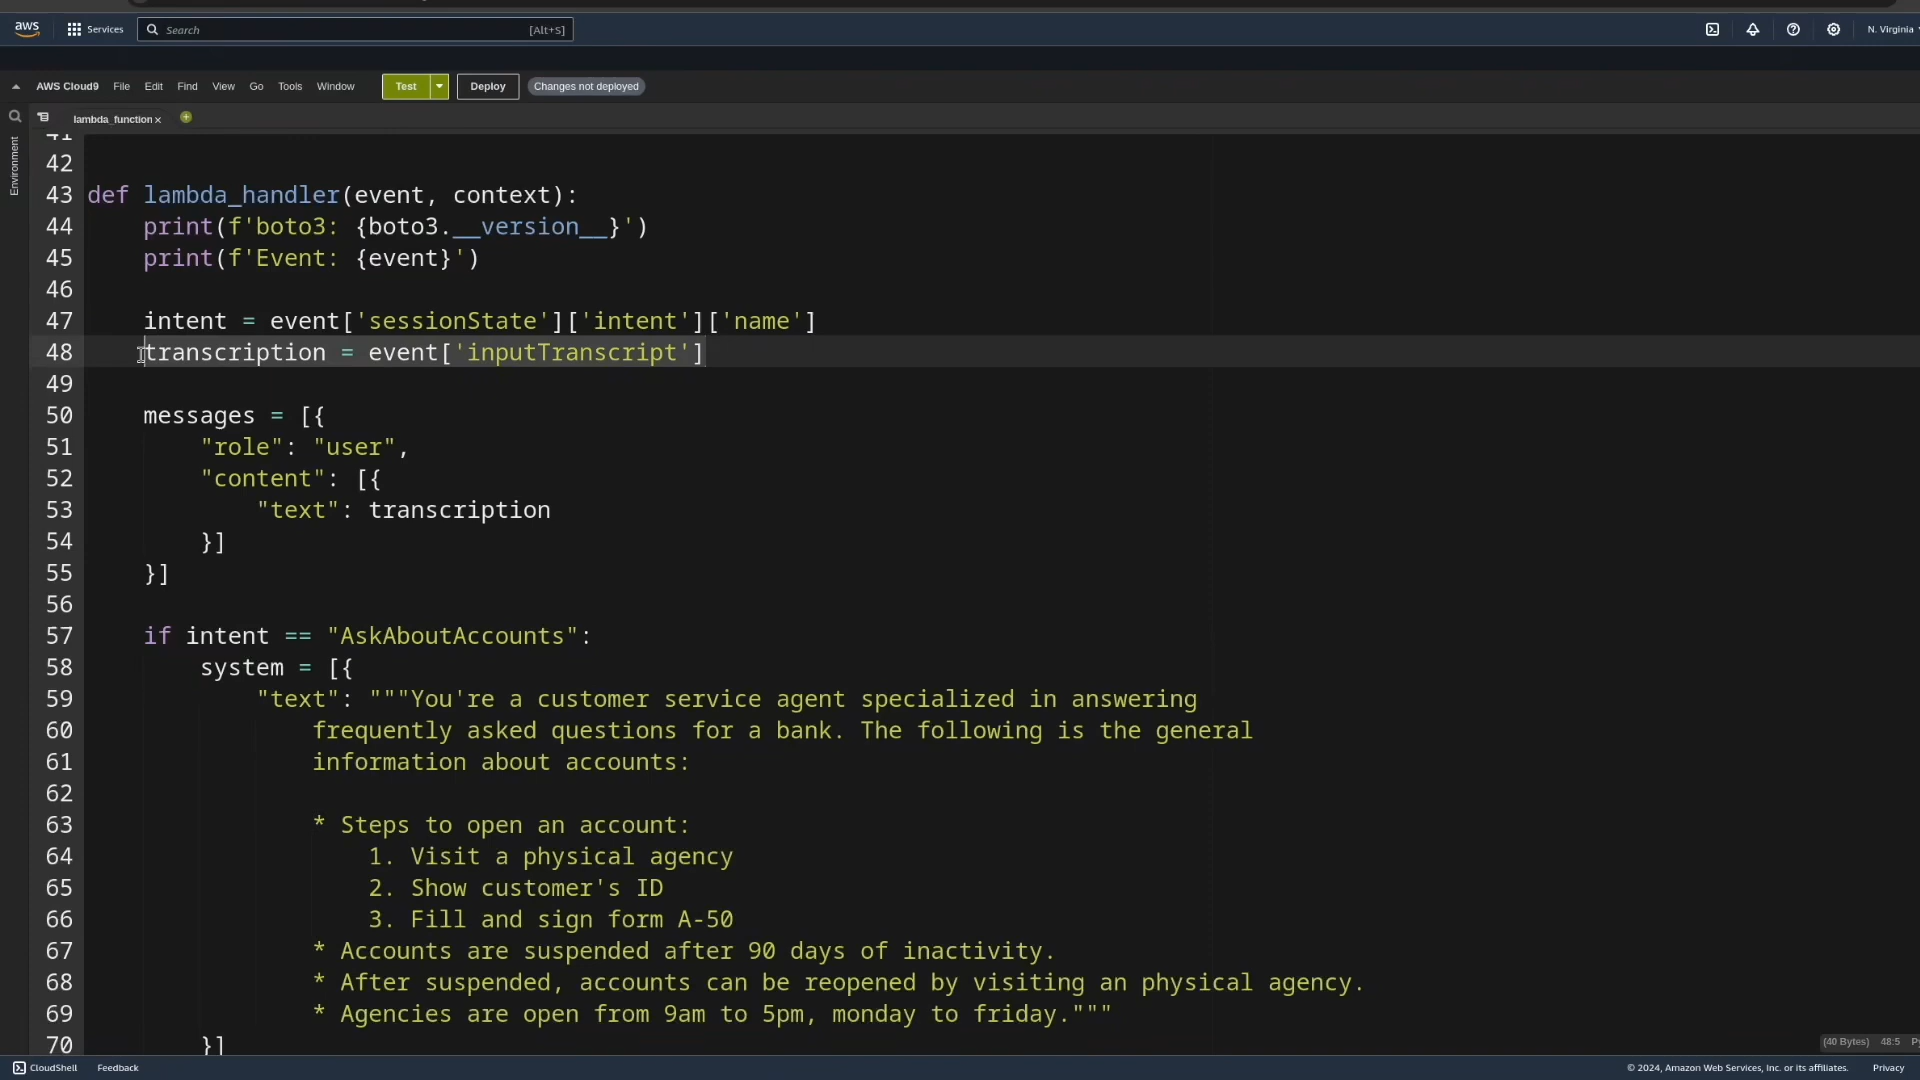 aws Services Search [Alt+S] N. Virginia
AWS Cloud9 File Edit Find View Go Tools Window Test Deploy Changes not deployed
lambda_function
Environment
41
42
43 def lambda_handler(event, context):
44     print(f'boto3: {boto3.__version__}')
45     print(f'Event: {event}')
46
47     intent = event['sessionState']['intent']['name']
48     transcription = event['inputTranscript']
49
50     messages = [{
51         "role": "user",
52         "content": [{
53             "text": transcription
54         }]
55     }]
56
57     if intent == "AskAboutAccounts":
58         system = [{
59             "text": """You're a customer service agent specialized in answering
60                 frequently asked questions for a bank. The following is the general
61                 information about accounts:
62
63                 * Steps to open an account:
64                     1. Visit a physical agency
65                     2. Show customer's ID
66                     3. Fill and sign form A-50
67                 * Accounts are suspended after 90 days of inactivity.
68                 * After suspended, accounts can be reopened by visiting an physical agency.
69                 * Agencies are open from 9am to 5pm, monday to friday."""
70         }]
(40 Bytes) 48:5
CloudShell Feedback © 2024, Amazon Web Services, Inc. or its affiliates. Privacy